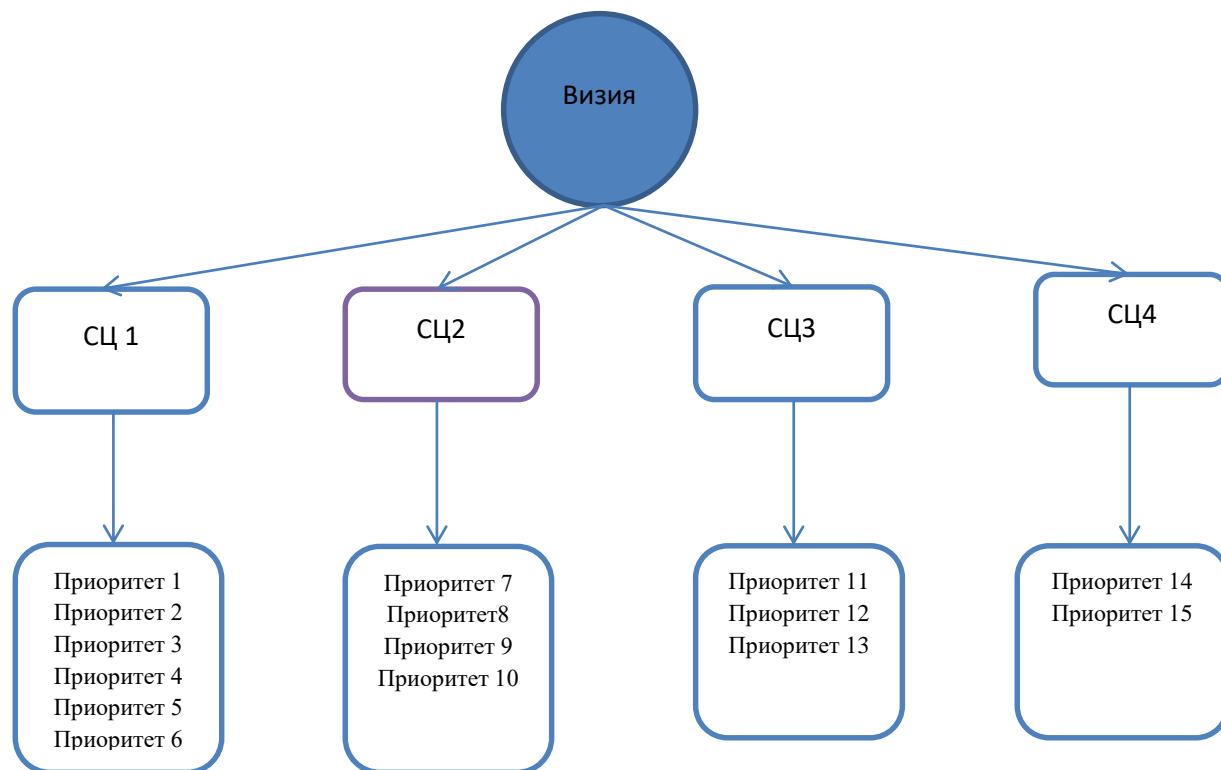 Визия
СЦ 1
СЦ2
СЦ3
СЦ4
Приоритет 1
Приоритет 2
Приоритет 3
Приоритет 4
Приоритет 5
Приоритет 6
Приоритет 7
Приоритет8
Приоритет 9
Приоритет 10
Приоритет 11
Приоритет 12
Приоритет 13
Приоритет 14
Приоритет 15